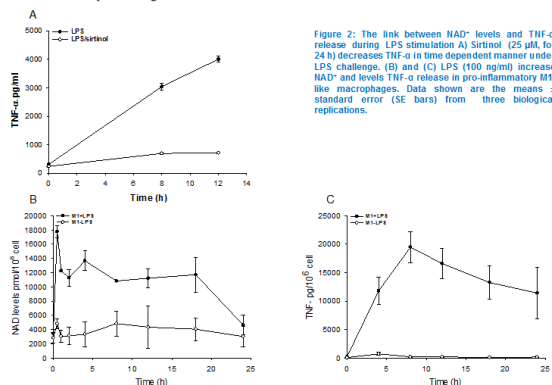 A
LPS
LPS/sirtinol
TNF-α pg/ml
5000
4000
3000
2000
1000
0
0 2 4 6 8 10 12 14
Time (h)
Figure 2: The link between NAD⁺ levels and TNF-α
release during LPS stimulation A) Sirtinol (25 µM, for
24 h) decreases TNF-α in time dependent manner under
LPS challenge. (B) and (C) LPS (100 ng/ml) increase
NAD⁺ and levels TNF-α release in pro-inflammatory M1
like macrophages. Data shown are the means ±
standard error (SE bars) from three biological
replications.
B
M1+LPS
M1-LPS
NAD levels pmol/10⁶ cell
20000
18000
16000
14000
12000
10000
8000
6000
4000
2000
0
0 5 10 15 20 25
Time (h)
C
M1+LPS
M1-LPS
TNF- pg/10⁶ cell
25000
20000
15000
10000
5000
0
0 5 10 15 20 25
Time (h)